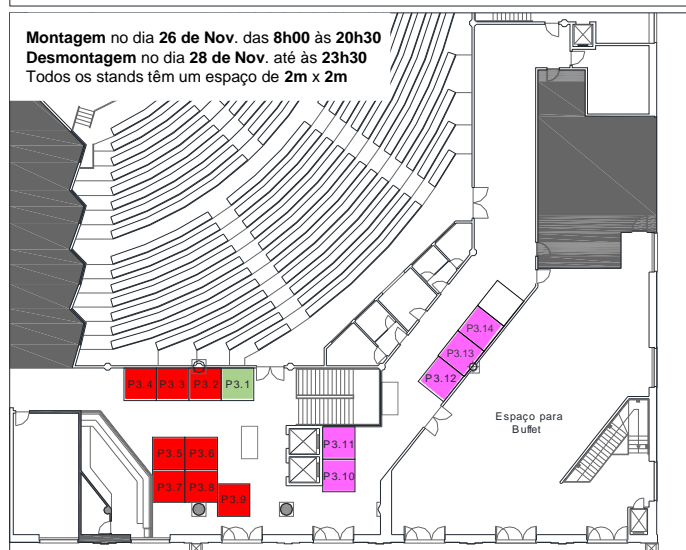 Montagem no dia 26 de Nov. das 8h00 às 20h30
Desmontagem no dia 28 de Nov. até às 23h30
Todos os stands têm um espaço de 2m x 2m
P3.14
P3.13
P3.12
P3.4 P3.3 P3.2 P3.1
Espaço para
Buffet
P3.11
P3.5 P3.6
P3.10
P3.7 P3.8
P3.9